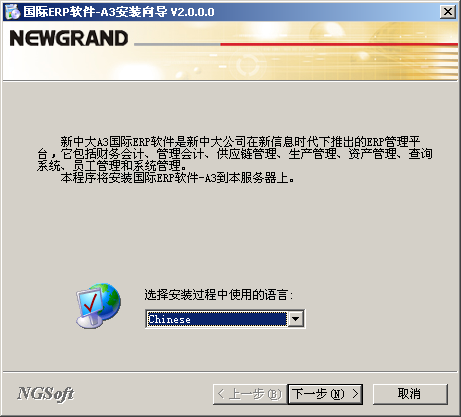 国际ERP软件-A3安装向导 V2.0.0.0
NEWGRAND
新中大A3国际ERP软件是新中大公司在新信息时代下推出的ERP管理平
台，它包括财务会计、管理会计、供应链管理、生产管理、资产管理、查询
系统、员工管理和系统管理。
本程序将安装国际ERP软件-A3到本服务器上。
选择安装过程中使用的语言:
Chinese
NGSoft
< 上一步(B) 下一步(N) > 取消